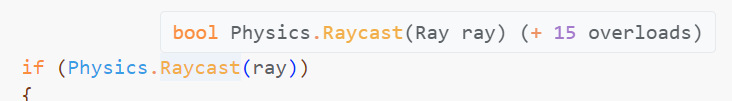 bool Physics.Raycast(Ray ray) (+ 15 overloads)
if (Physics.Raycast(ray))
{